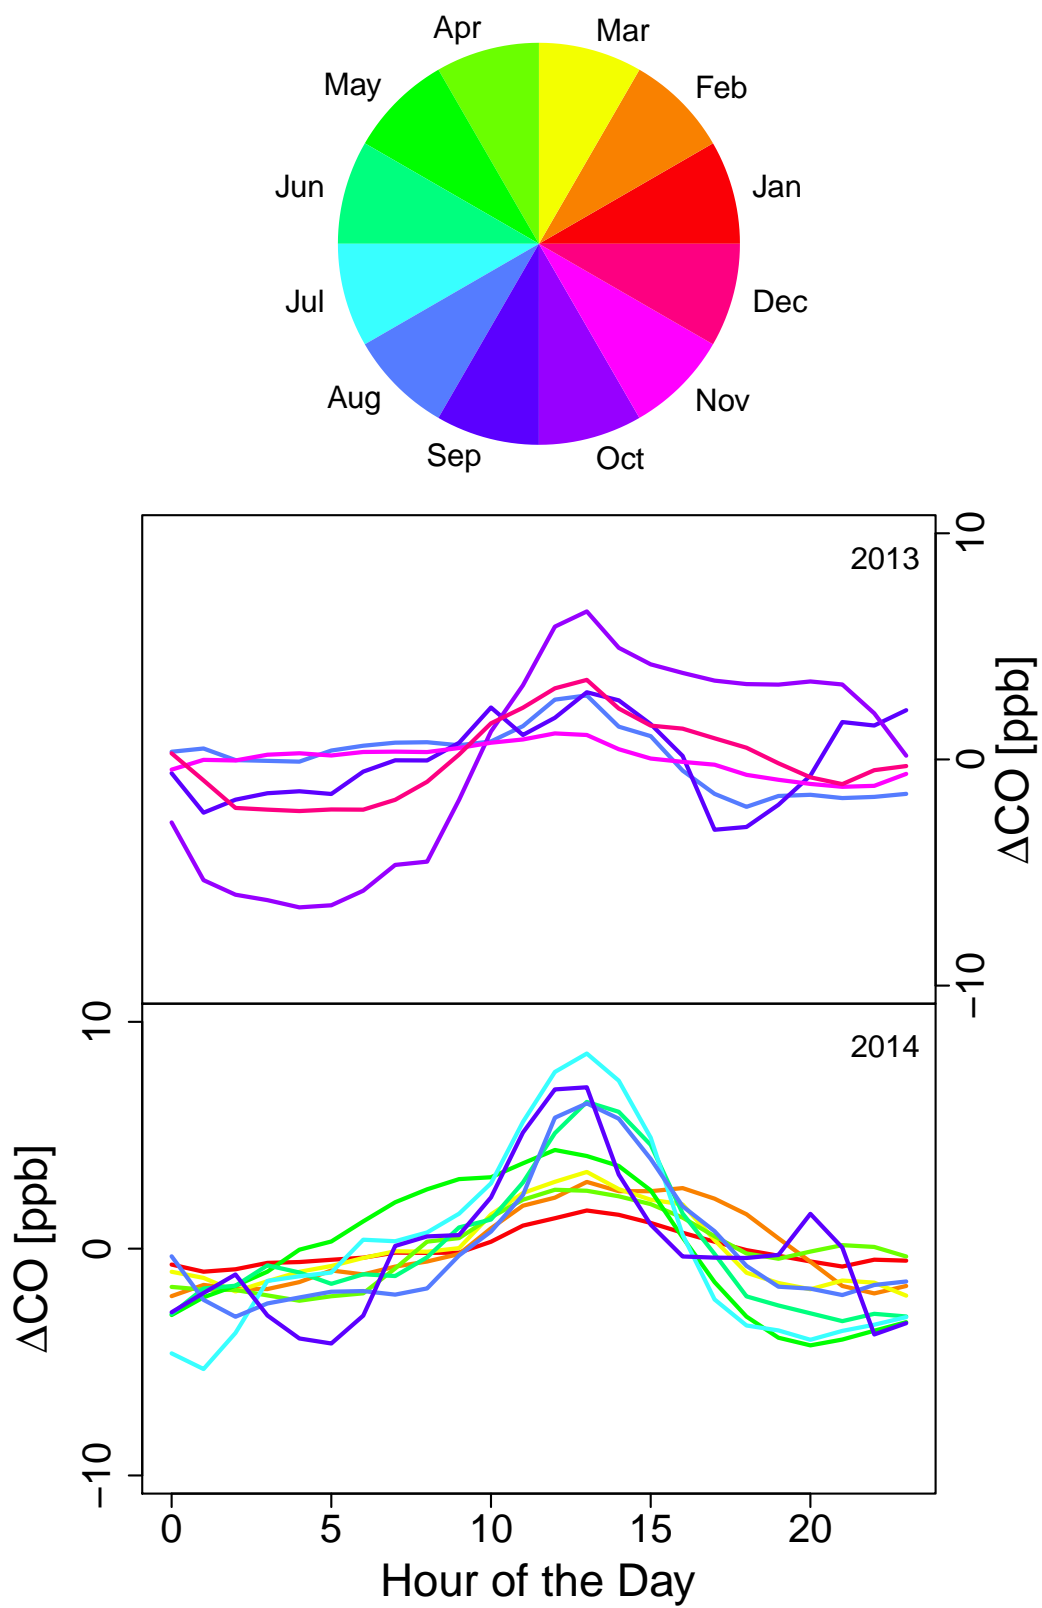 Apr
Mar
May
Feb
Jun
Jan
Jul
Dec
Aug
Nov
Sep
Oct
2013
10
0
−10
ΔCO [ppb]
2014
10
0
−10
ΔCO [ppb]
0 5 10 15 20
Hour of the Day